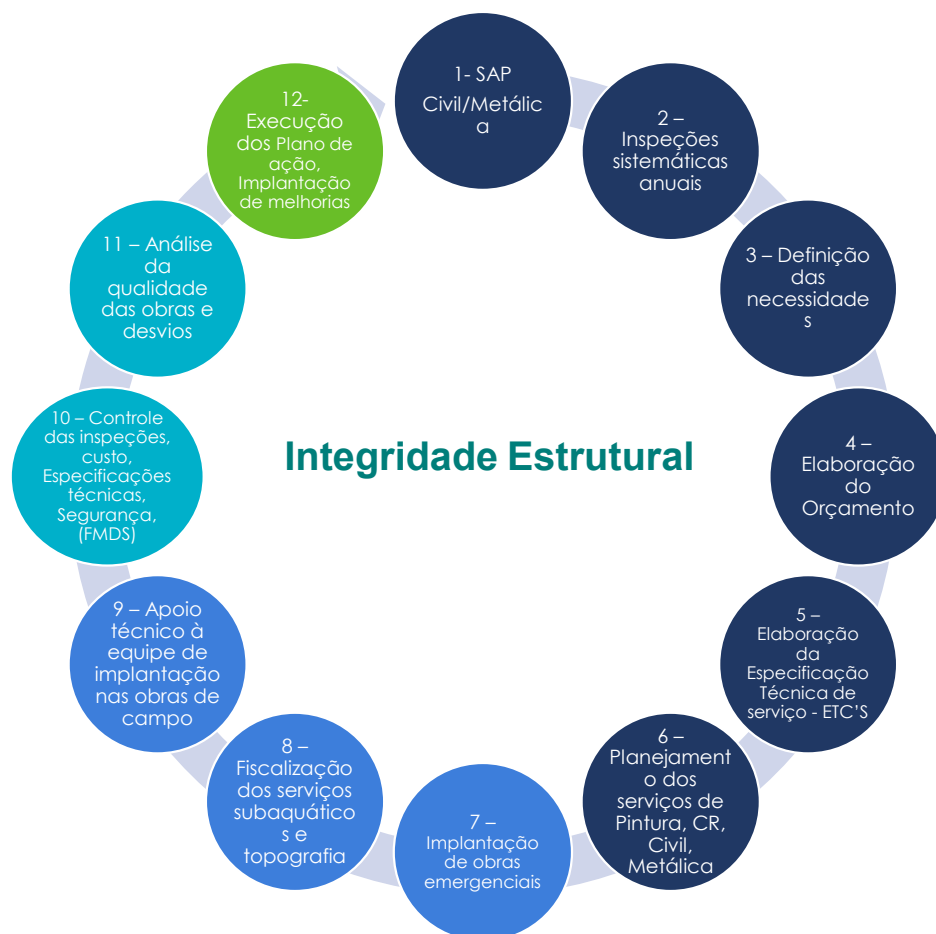 1- SAP
Civil/Metálic
a
2 –
Inspeções
sistemáticas
anuais
3 – Definição
das
necessidade
s
4 –
Elaboração
do
Orçamento
5 –
Elaboração
da
Especificação
Técnica de
serviço - ETC’S
6 –
Planejament
o dos
serviços de
Pintura, CR,
Civil,
Metálica
7 –
Implantação
de obras
emergenciais
8 –
Fiscalização
dos serviços
subaquático
s e
topografia
9 – Apoio
técnico à
equipe de
implantação
nas obras de
campo
10 – Controle
das inspeções,
custo,
Especificações
técnicas,
Segurança,
(FMDS)
11 – Análise
da
qualidade
das obras e
desvios
12-
Execução
dos Plano de
ação,
Implantação
de melhorias
Integridade Estrutural